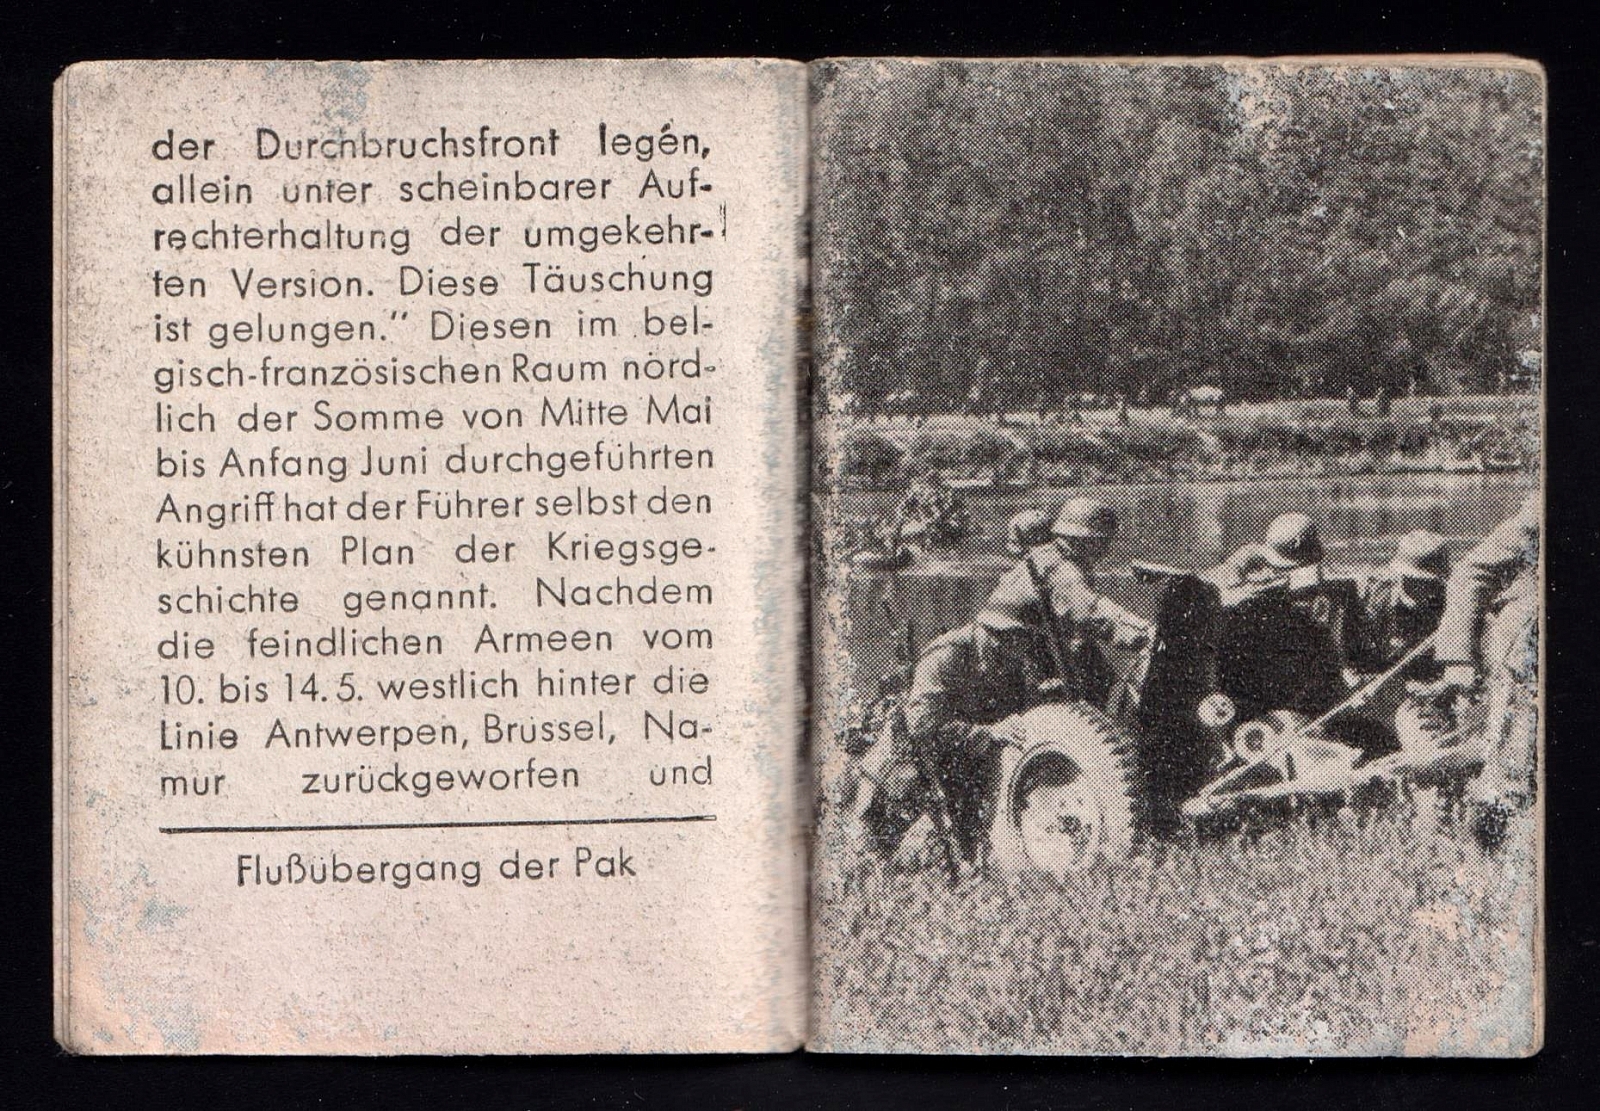 der Durchbruchsfront legen,
allein unter scheinbarer Auf-
rechterhaltung der umgekehr-
ten Version. Diese Täuschung
ist gelungen.“ Diesen im bel-
gisch-französischen Raum nörd-
lich der Somme von Mitte Mai
bis Anfang Juni durchgeführten
Angriff hat der Führer selbst den
kühnsten Plan der Kriegsge-
schichte genannt. Nachdem
die feindlichen Armeen vom
10. bis 14. 5. westlich hinter die
Linie Antwerpen, Brüssel, Na-
mur zurückgeworfen und
Flußübergang der Pak